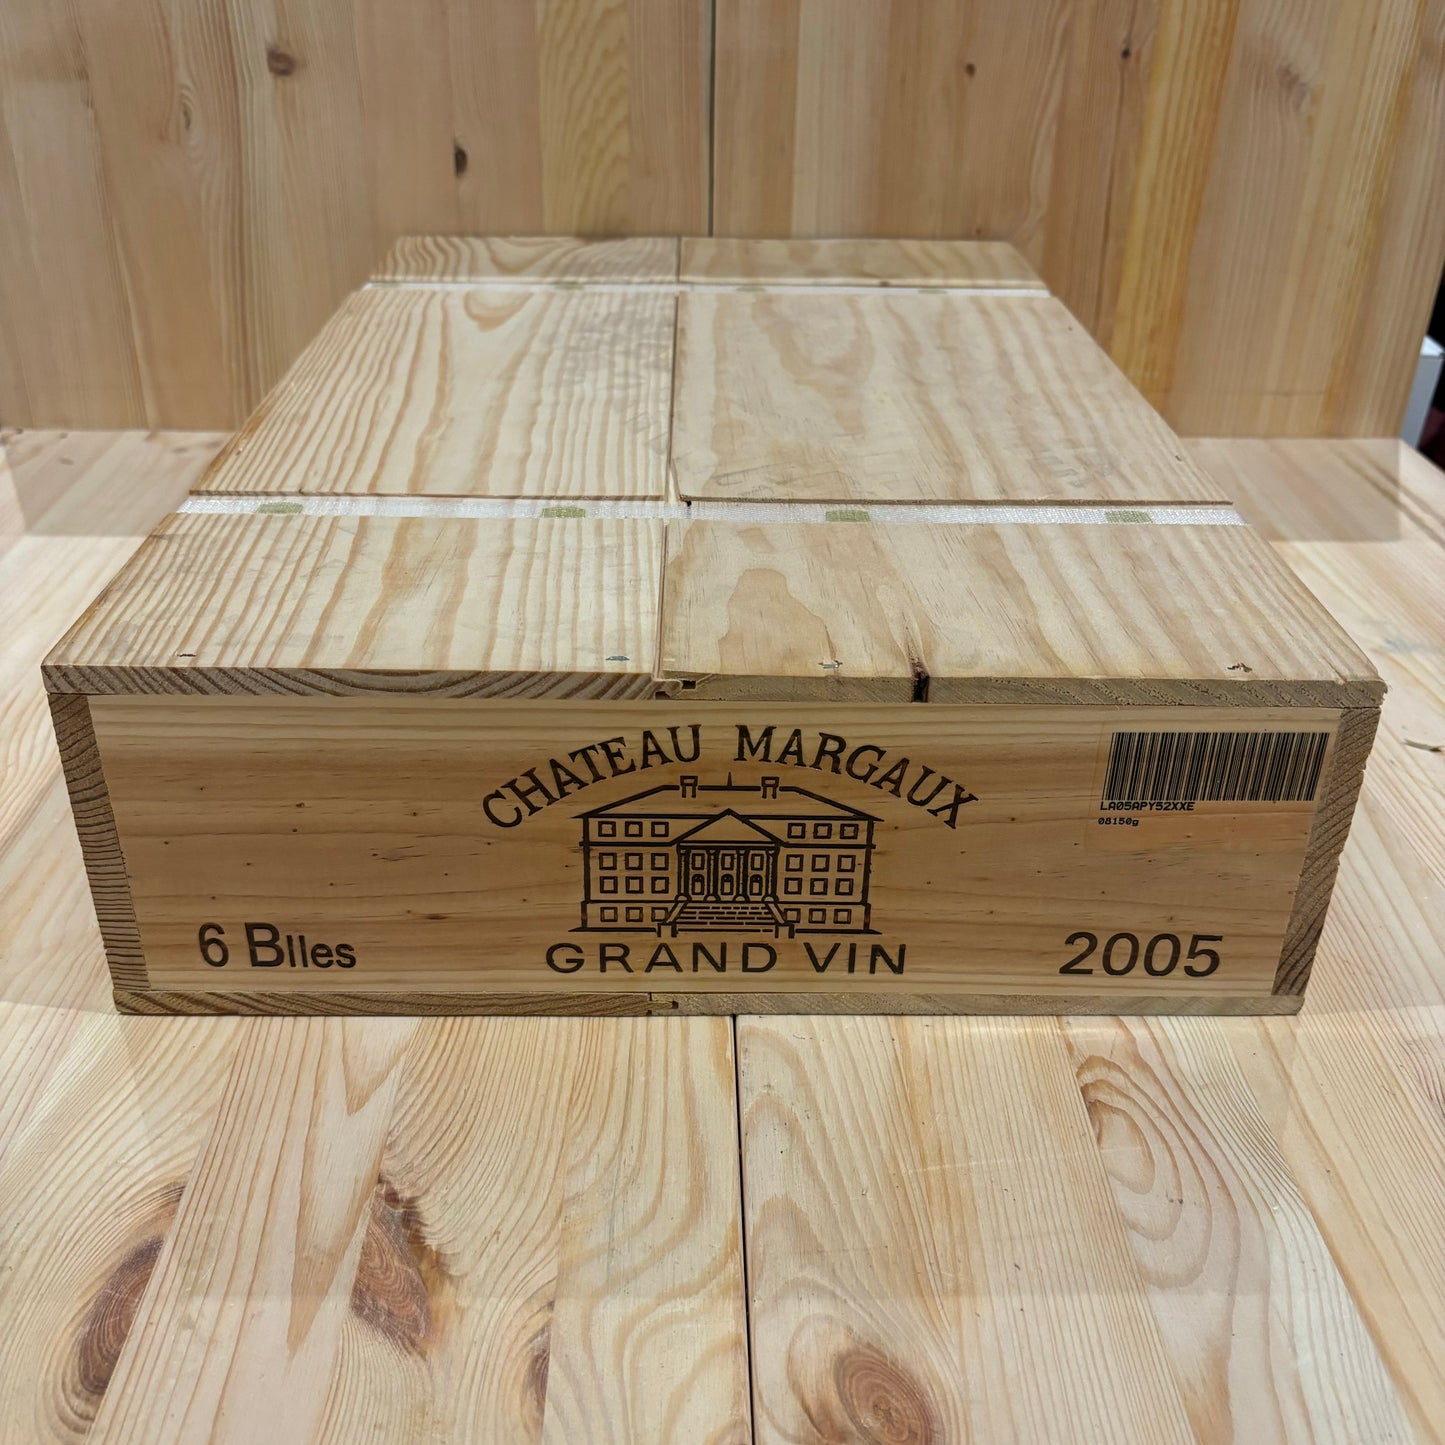 CHATEAU MARGAUX
LA05APY52XXE
08150g
6 Blles
GRAND VIN
2005